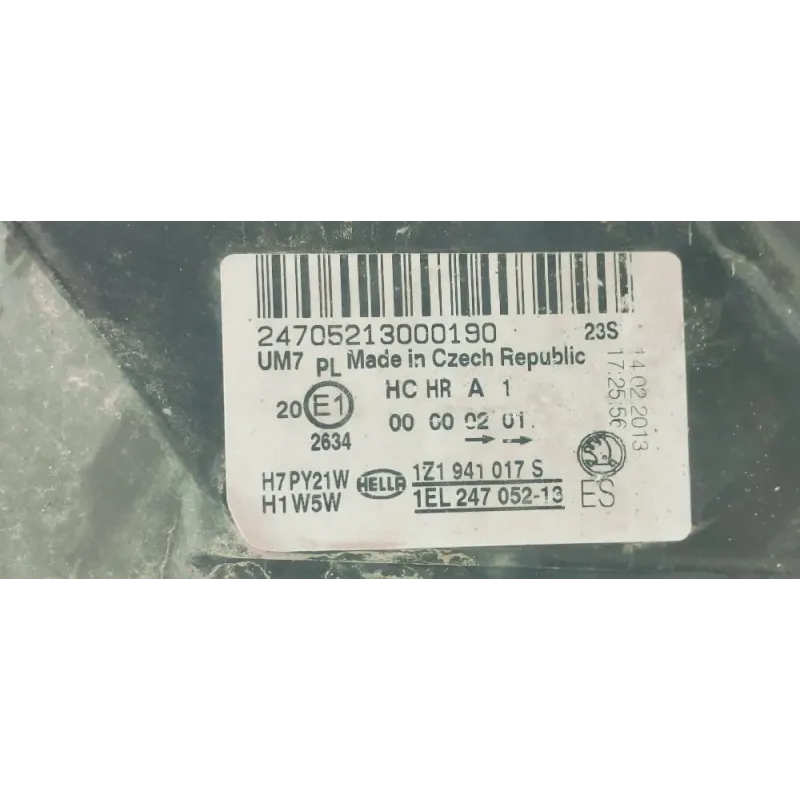 24705213000190 23S
UM7 PL Made in Czech Republic
HC HR A 1
20 E1 00 00 02 01
2634
H7 PY21W HELLA 1Z1 941 017 S
H1 W5W 1EL 247 052-13 ES
14.02.2013
17:25:56